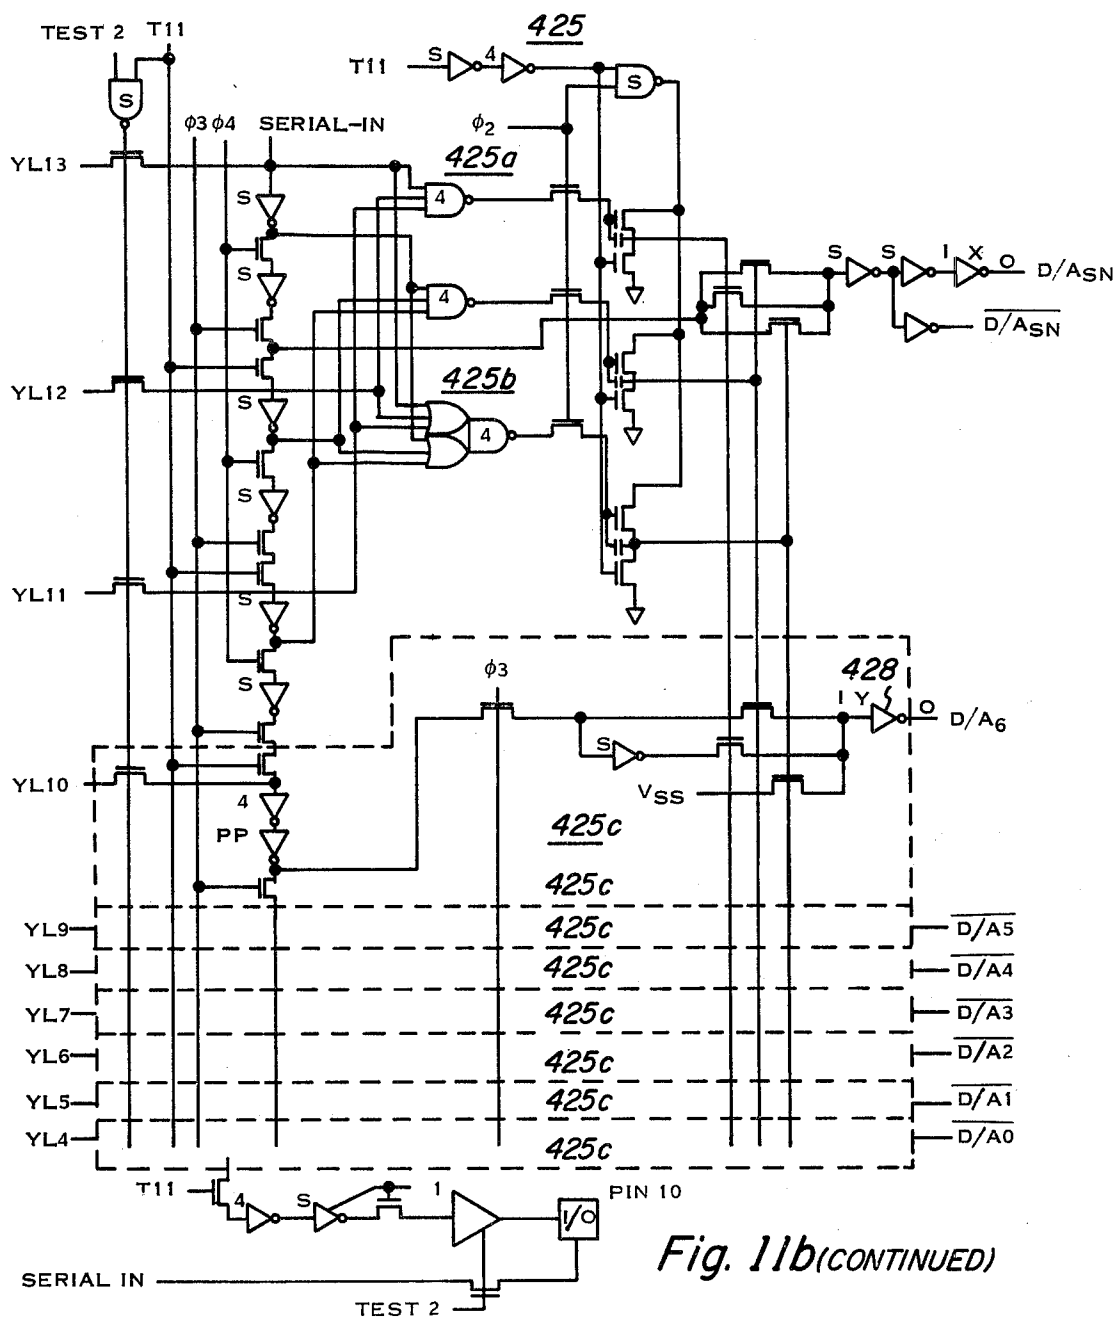 TEST 2 T11 425
T11 S 4 S
S
φ3 φ4 SERIAL-IN φ2
YL13 425a
S 4
S 4
S S 1 X O D/ASN
D/ASN
YL12 425b
S 4
S
YL11
S
S φ3 428
1 Y O D/A6
S
YL10 VSS
4
PP 425c
425c
YL9 425c D/A5
YL8 425c D/A4
YL7 425c D/A3
YL6 425c D/A2
YL5 425c D/A1
YL4 425c D/A0
T11 4 S 1 PIN 10
I/O
SERIAL IN
TEST 2
Fig. 11b (CONTINUED)